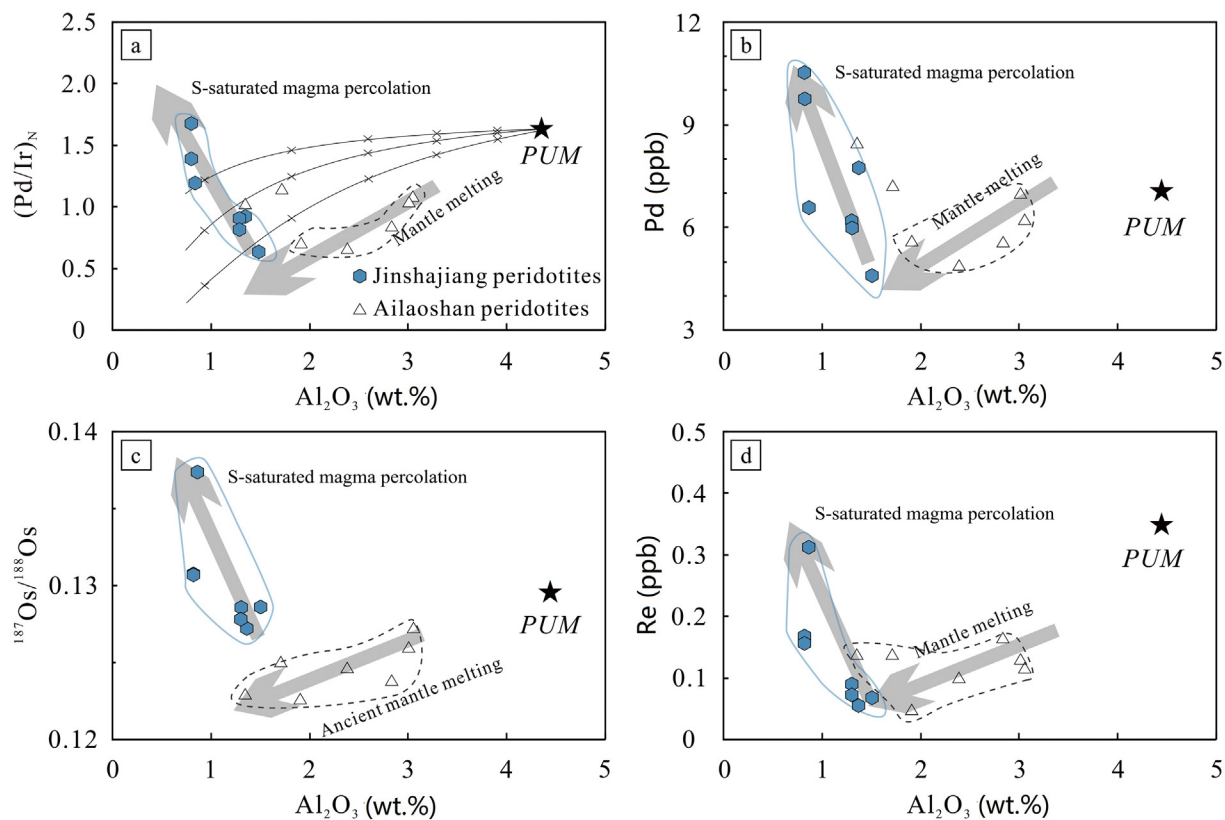 a
2.5
2.0
1.5
1.0
0.5
0
(Pd/Ir)N
S-saturated magma percolation
PUM
Mantle melting
Jinshajiang peridotites
Ailaoshan peridotites
0 1 2 3 4 5
Al2O3 (wt.%)
b
12
9
6
3
Pd (ppb)
S-saturated magma percolation
Mantle melting
PUM
0 1 2 3 4 5
Al2O3 (wt.%)
c
0.14
0.13
0.12
187Os/188Os
S-saturated magma percolation
PUM
Ancient mantle melting
0 1 2 3 4 5
Al2O3 (wt.%)
d
0.5
0.4
0.3
0.2
0.1
0
Re (ppb)
S-saturated magma percolation
PUM
Mantle melting
0 1 2 3 4 5
Al2O3 (wt.%)